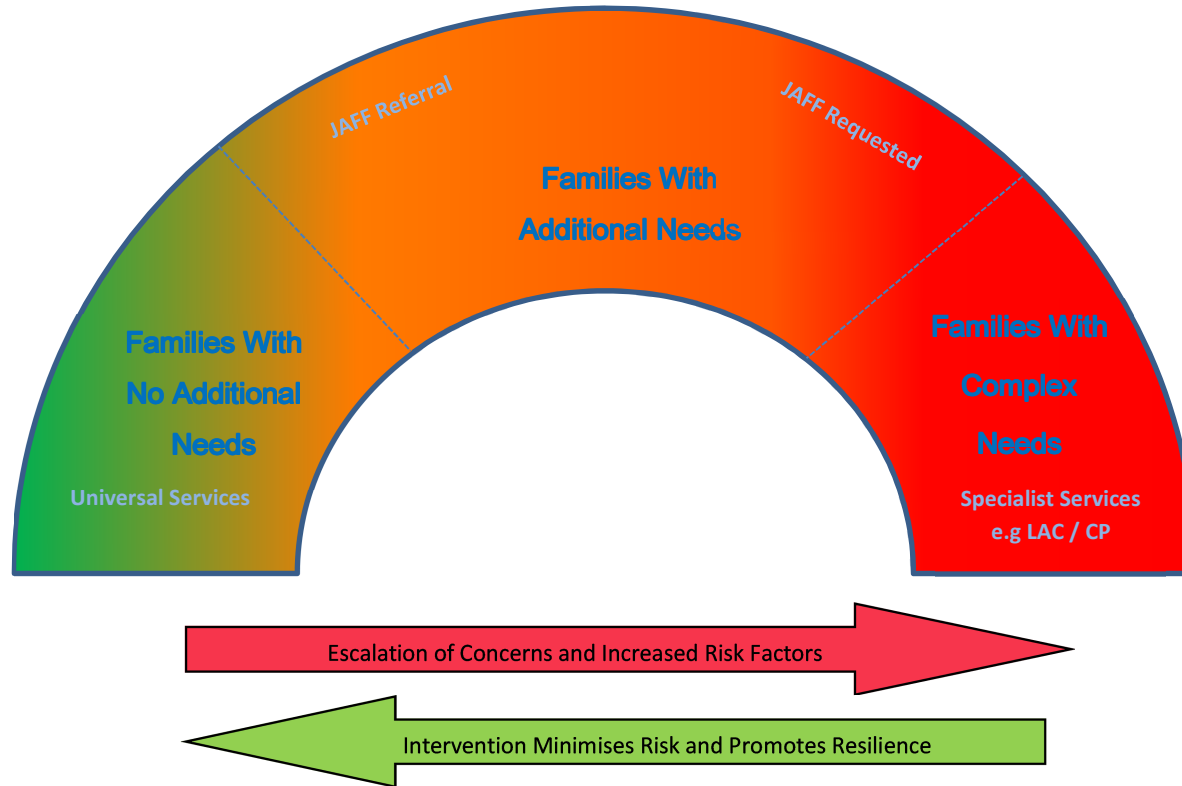 JAFF Referral
JAFF Requested
Families With
Additional Needs
Families With
No Additional
Needs
Universal Services
Families With
Complex
Needs
Specialist Services
e.g LAC / CP
Escalation of Concerns and Increased Risk Factors
Intervention Minimises Risk and Promotes Resilience